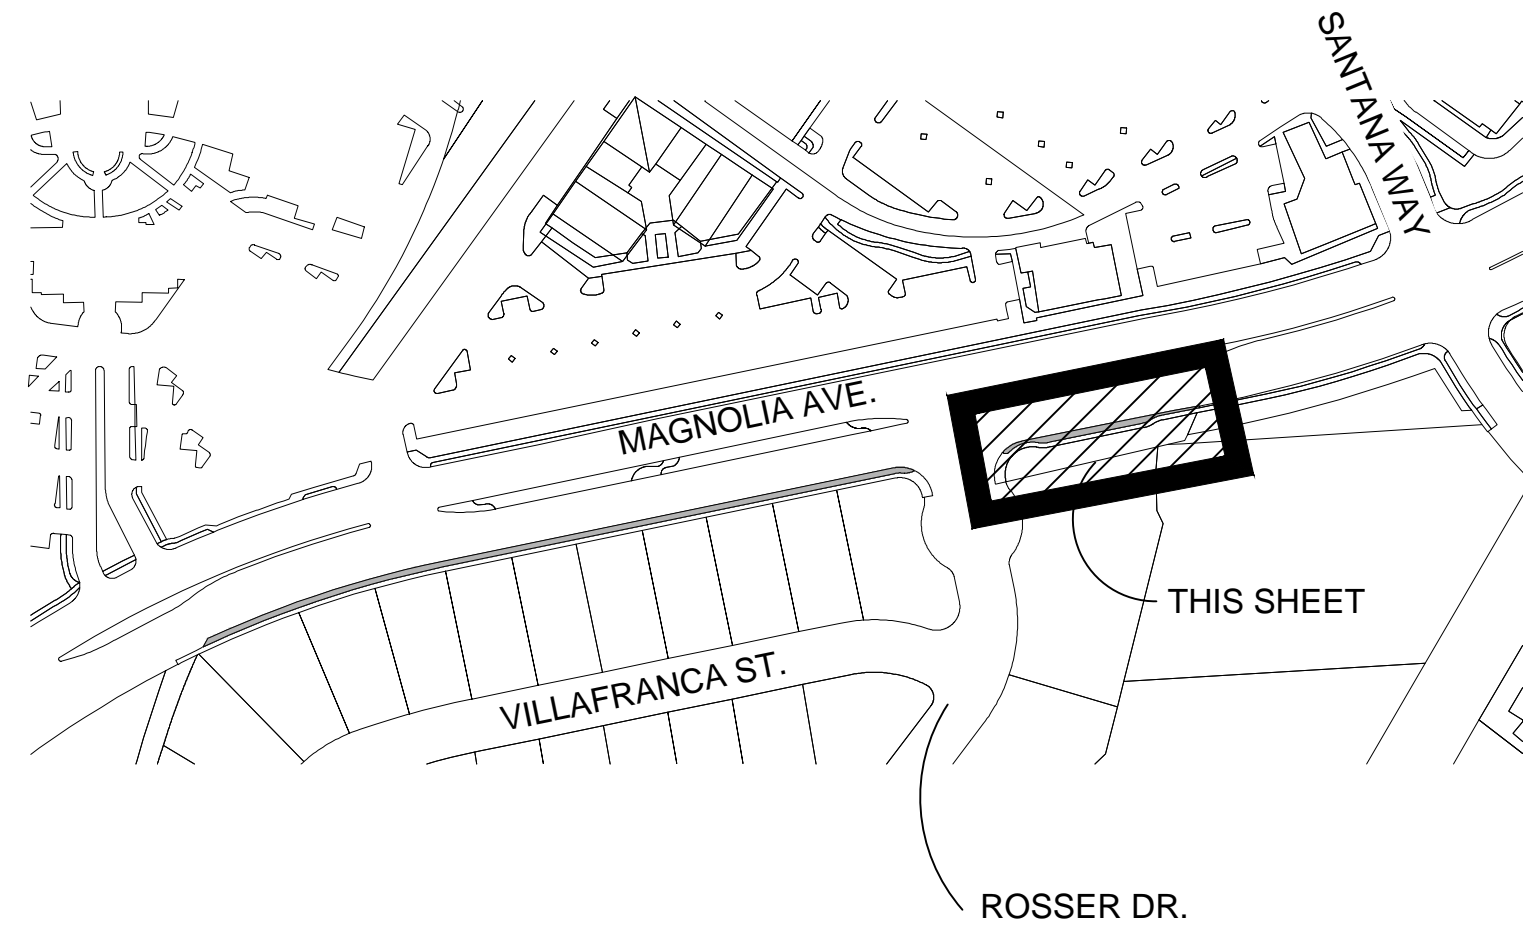 SANTANA WAY
MAGNOLIA AVE.
THIS SHEET
VILLAFRANCA ST.
ROSSER DR.